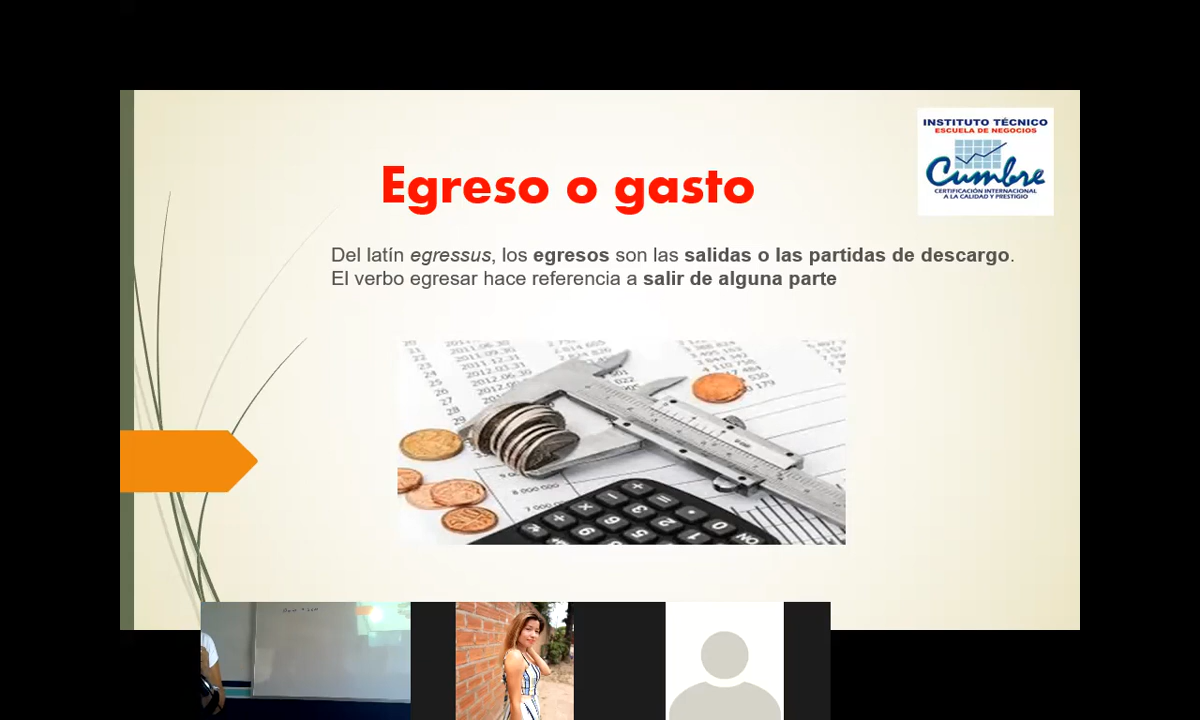 INSTITUTO TÉCNICO
ESCUELA DE NEGOCIOS
Cumbre
CERTIFICACIÓN INTERNACIONAL
A LA CALIDAD Y PRESTIGIO
Egreso o gasto
Del latín egressus, los egresos son las salidas o las partidas de descargo.
El verbo egresar hace referencia a salir de alguna parte